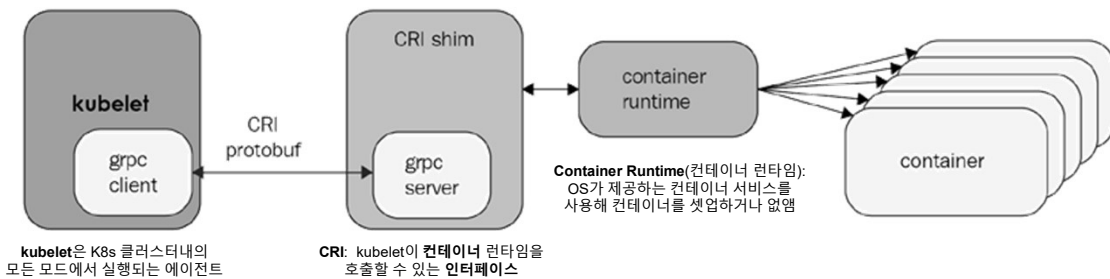 kubelet
grpc
client
CRI
protobuf
CRI shim
grpc
server
container
runtime
container
Container Runtime(컨테이너 런타임):
OS가 제공하는 컨테이너 서비스를
사용해 컨테이너를 셋업하거나 없앰
kubelet은 K8s 클러스터내의
모든 모드에서 실행되는 에이전트
CRI: kubelet이 컨테이너 런타임을
호출할 수 있는 인터페이스